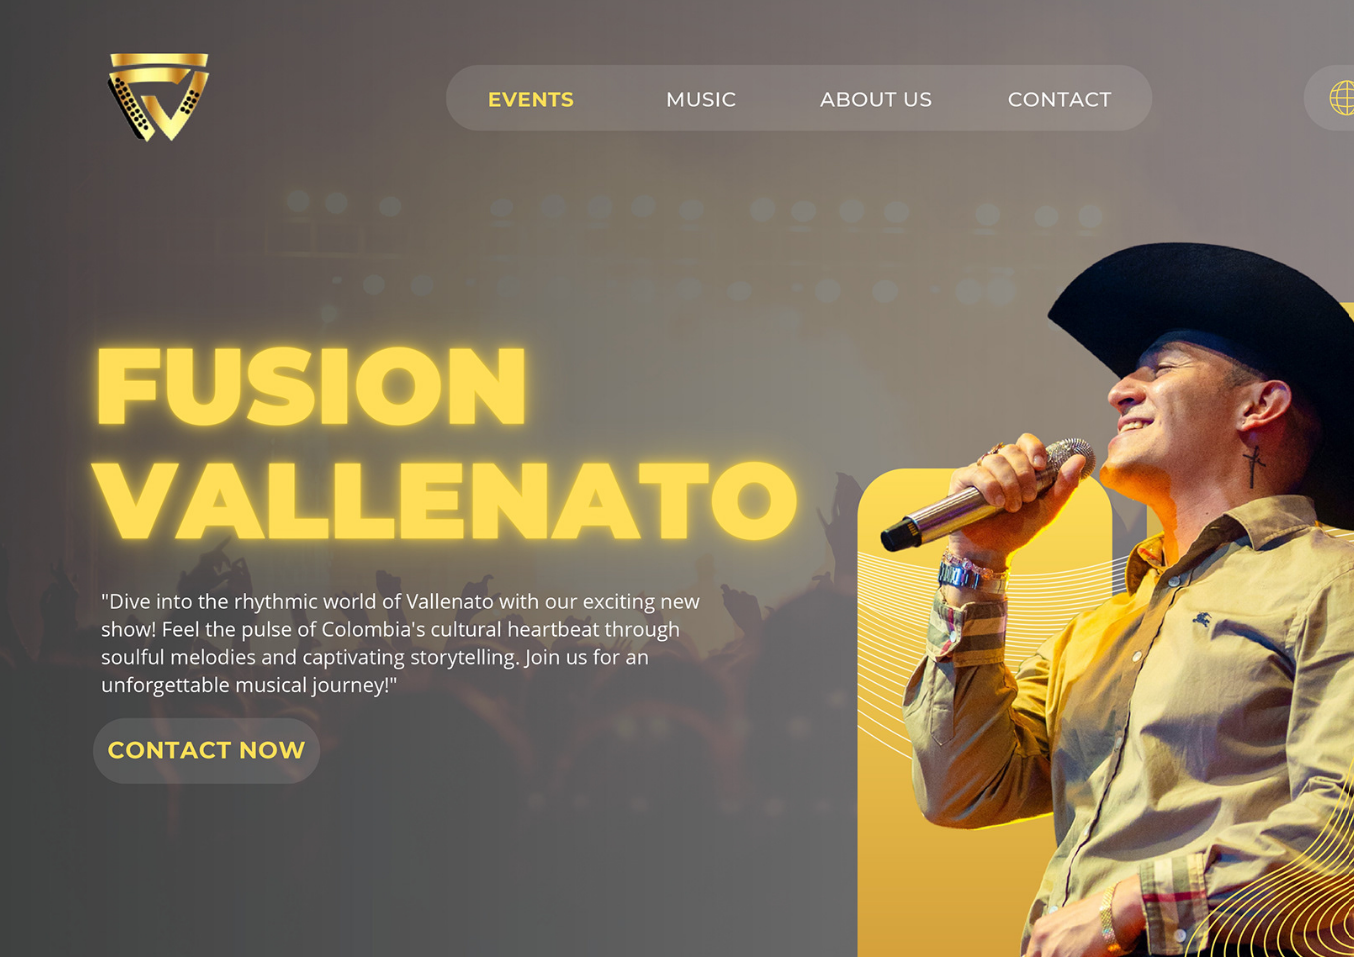 EVENTS MUSIC ABOUT US CONTACT
FUSION
VALLENATO
"Dive into the rhythmic world of Vallenato with our exciting new
show! Feel the pulse of Colombia's cultural heartbeat through
soulful melodies and captivating storytelling. Join us for an
unforgettable musical journey!"
CONTACT NOW